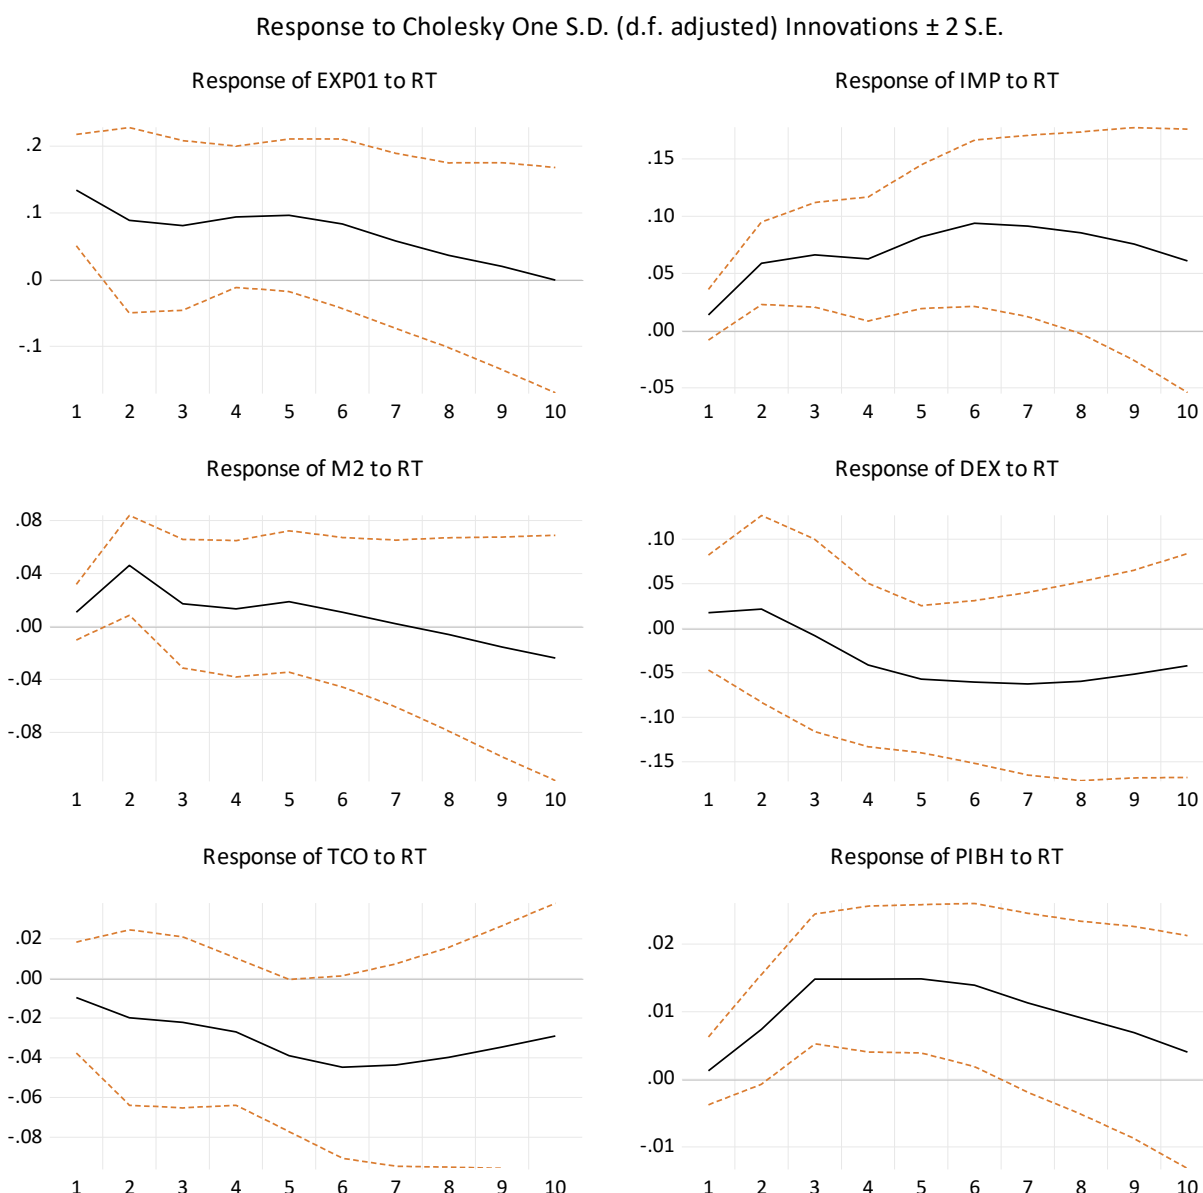 Response to Cholesky One S.D. (d.f. adjusted) Innovations ± 2 S.E.
Response of EXP01 to RT
.2
.1
.0
-.1
1 2 3 4 5 6 7 8 9 10
Response of IMP to RT
.15
.10
.05
.00
-.05
1 2 3 4 5 6 7 8 9 10
Response of M2 to RT
.08
.04
.00
-.04
-.08
1 2 3 4 5 6 7 8 9 10
Response of DEX to RT
.10
.05
.00
-.05
-.10
-.15
1 2 3 4 5 6 7 8 9 10
Response of TCO to RT
.02
.00
-.02
-.04
-.06
-.08
1 2 3 4 5 6 7 8 9 10
Response of PIBH to RT
.02
.01
.00
-.01
1 2 3 4 5 6 7 8 9 10